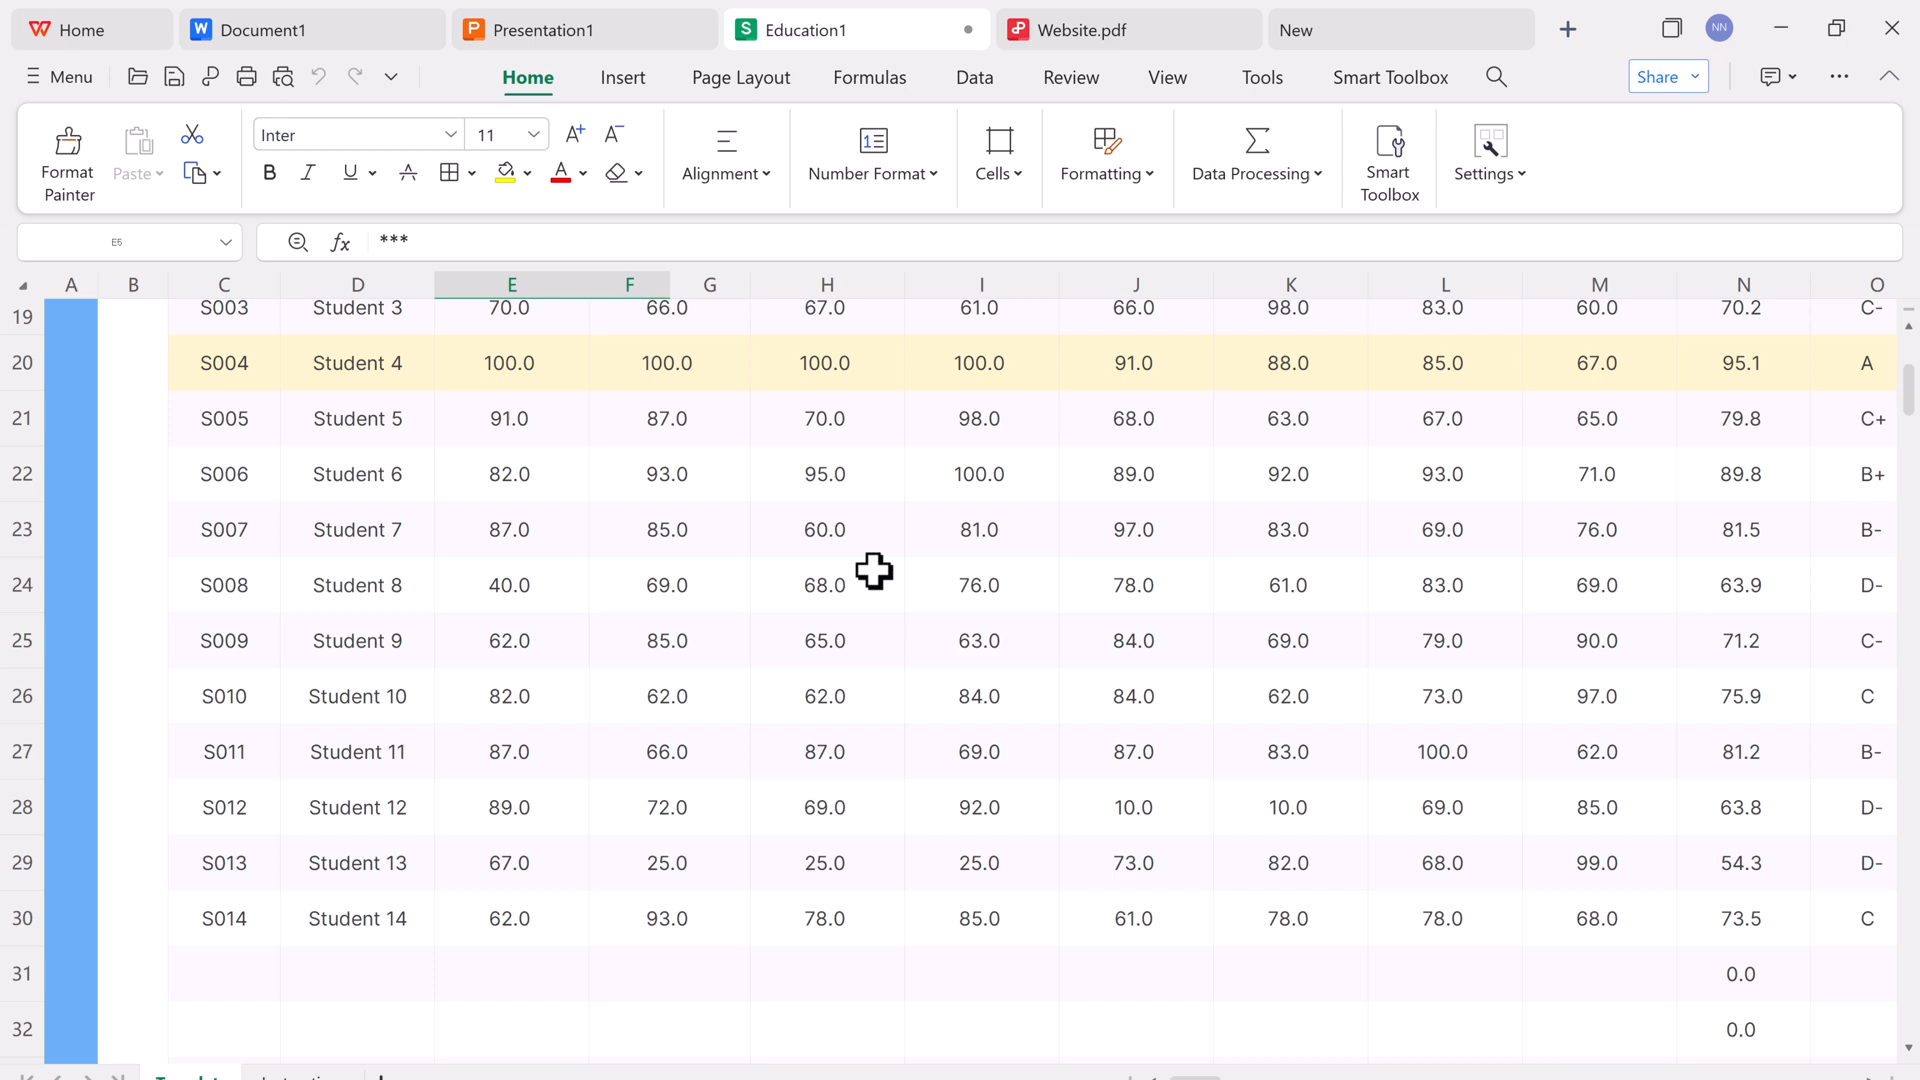 Home Document1 Presentation1 Education1 Website.pdf New NN
Menu Home Insert Page Layout Formulas Data Review View Tools Smart Toolbox Share
Inter 11
Format Painter Paste B I U A Alignment Number Format Cells Formatting Data Processing Smart Toolbox Settings
E5 fx ***
A B C D E F G H I J K L M N O
19 S003 Student 3 70.0 66.0 67.0 61.0 66.0 98.0 83.0 60.0 70.2 C-
20 S004 Student 4 100.0 100.0 100.0 100.0 91.0 88.0 85.0 67.0 95.1 A
21 S005 Student 5 91.0 87.0 70.0 98.0 68.0 63.0 67.0 65.0 79.8 C+
22 S006 Student 6 82.0 93.0 95.0 100.0 89.0 92.0 93.0 71.0 89.8 B+
23 S007 Student 7 87.0 85.0 60.0 81.0 97.0 83.0 69.0 76.0 81.5 B-
24 S008 Student 8 40.0 69.0 68.0 76.0 78.0 61.0 83.0 69.0 63.9 D-
25 S009 Student 9 62.0 85.0 65.0 63.0 84.0 69.0 79.0 90.0 71.2 C-
26 S010 Student 10 82.0 62.0 62.0 84.0 84.0 62.0 73.0 97.0 75.9 C
27 S011 Student 11 87.0 66.0 87.0 69.0 87.0 83.0 100.0 62.0 81.2 B-
28 S012 Student 12 89.0 72.0 69.0 92.0 10.0 10.0 69.0 85.0 63.8 D-
29 S013 Student 13 67.0 25.0 25.0 25.0 73.0 82.0 68.0 99.0 54.3 D-
30 S014 Student 14 62.0 93.0 78.0 85.0 61.0 78.0 78.0 68.0 73.5 C
31 0.0
32 0.0